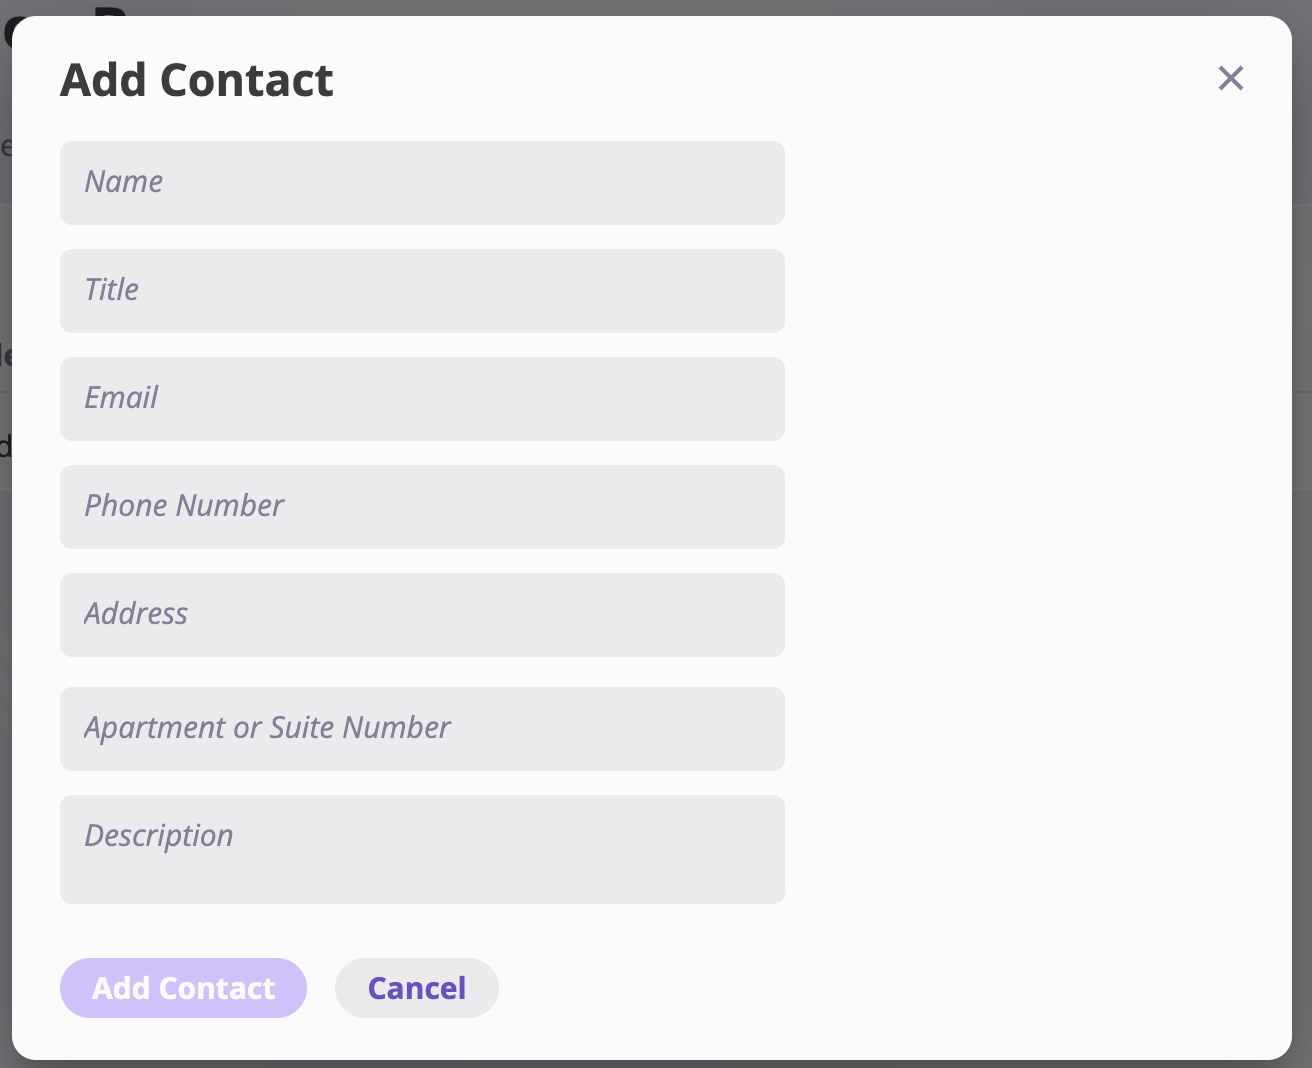 Add Contact
Name
Title
Email
Phone Number
Address
Apartment or Suite Number
Description
Add Contact
Cancel